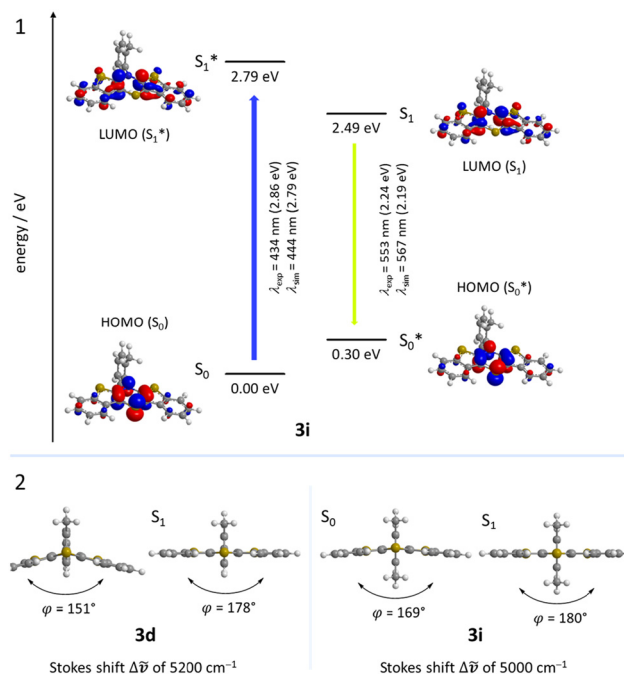 1
energy / eV
S₁*
2.79 eV
LUMO (S₁*)
S₁
2.49 eV
LUMO (S₁)
λexp = 434 nm (2.86 eV)
λsim = 444 nm (2.79 eV)
λexp = 553 nm (2.24 eV)
λsim = 567 nm (2.19 eV)
HOMO (S₀)
HOMO (S₀*)
S₀
0.00 eV
S₀*
0.30 eV
3i
2
S₁
S₀
S₁
φ = 151°
φ = 178°
φ = 169°
φ = 180°
3d
3i
Stokes shift Δν̃ of 5200 cm⁻¹
Stokes shift Δν̃ of 5000 cm⁻¹